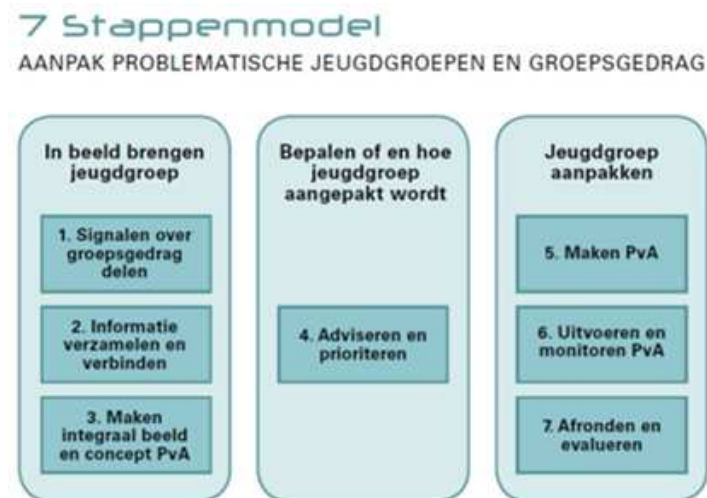 7 Stappenmodel
AANPAK PROBLEMATISCHE JEUGDGROEPEN EN GROEPSGEDRAG
In beeld brengen
jeugdgroep
1. Signalen over
groepsgedrag
delen
2. Informatie
verzamelen en
verbinden
3. Maken
integraal beeld
en concept PvA
Bepalen of en hoe
jeugdgroep
aangepakt wordt
4. Adviseren en
prioriteren
Jeugdgroep
aanpakken
5. Maken PvA
6. Uitvoeren en
monitoren PvA
7. Afronden en
evalueren